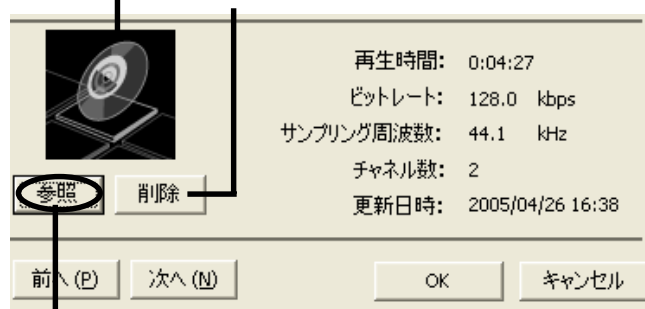 再生時間: 0:04:27
ビットレート: 128.0 kbps
サンプリング周波数: 44.1 kHz
チャネル数: 2
更新日時: 2005/04/26 16:38
参照 削除
前へ(P) 次へ(N) OK キャンセル